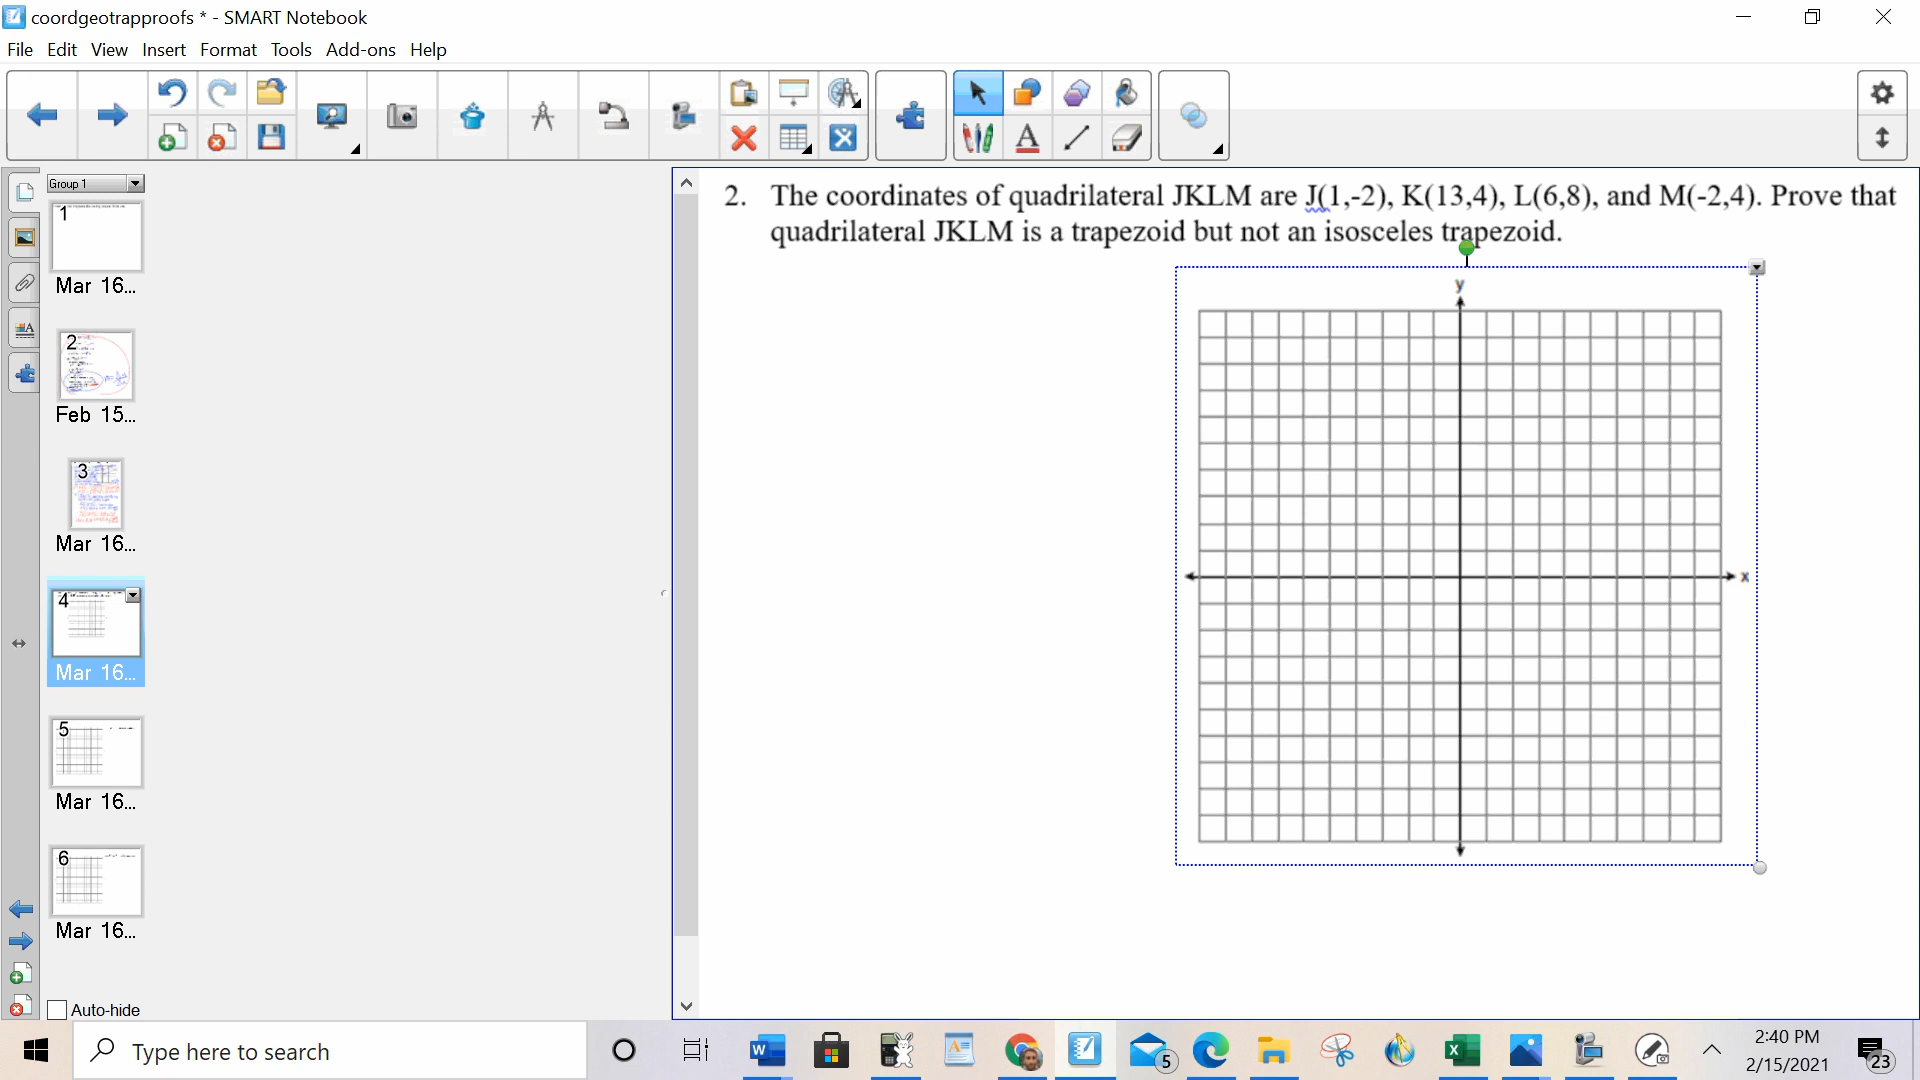 coordgeotrapproofs * - SMART Notebook
File Edit View Insert Format Tools Add-ons Help
Group 1
1
Mar 16...
2
Feb 15...
3
Mar 16...
4
Mar 16...
5
Mar 16...
6
Mar 16...
Auto-hide
2. The coordinates of quadrilateral JKLM are J(1,-2), K(13,4), L(6,8), and M(-2,4). Prove that
quadrilateral JKLM is a trapezoid but not an isosceles trapezoid.
y
x
Type here to search
5
2:40 PM
2/15/2021
23